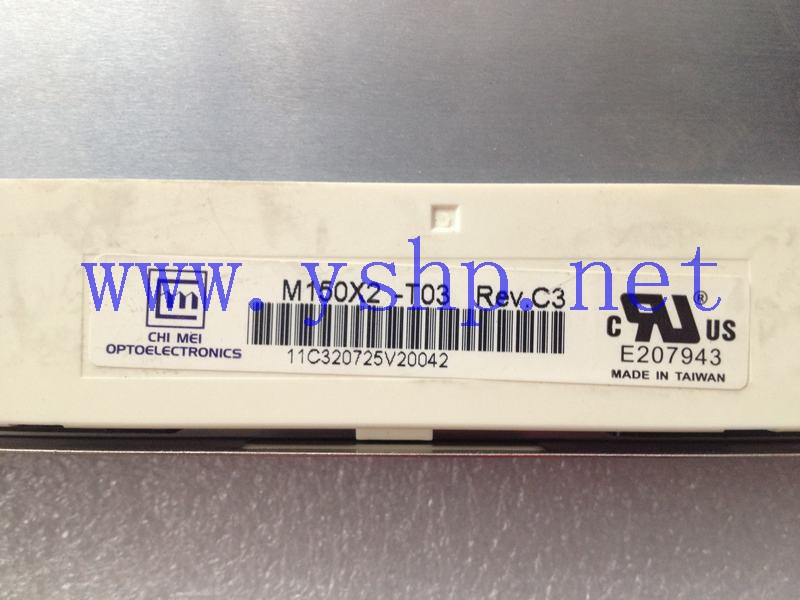 www.yshp.net
M150X2 -T03 Rev.C3
CHI MEI
OPTOELECTRONICS
11C320725V20042
C US ®
E207943
MADE IN TAIWAN